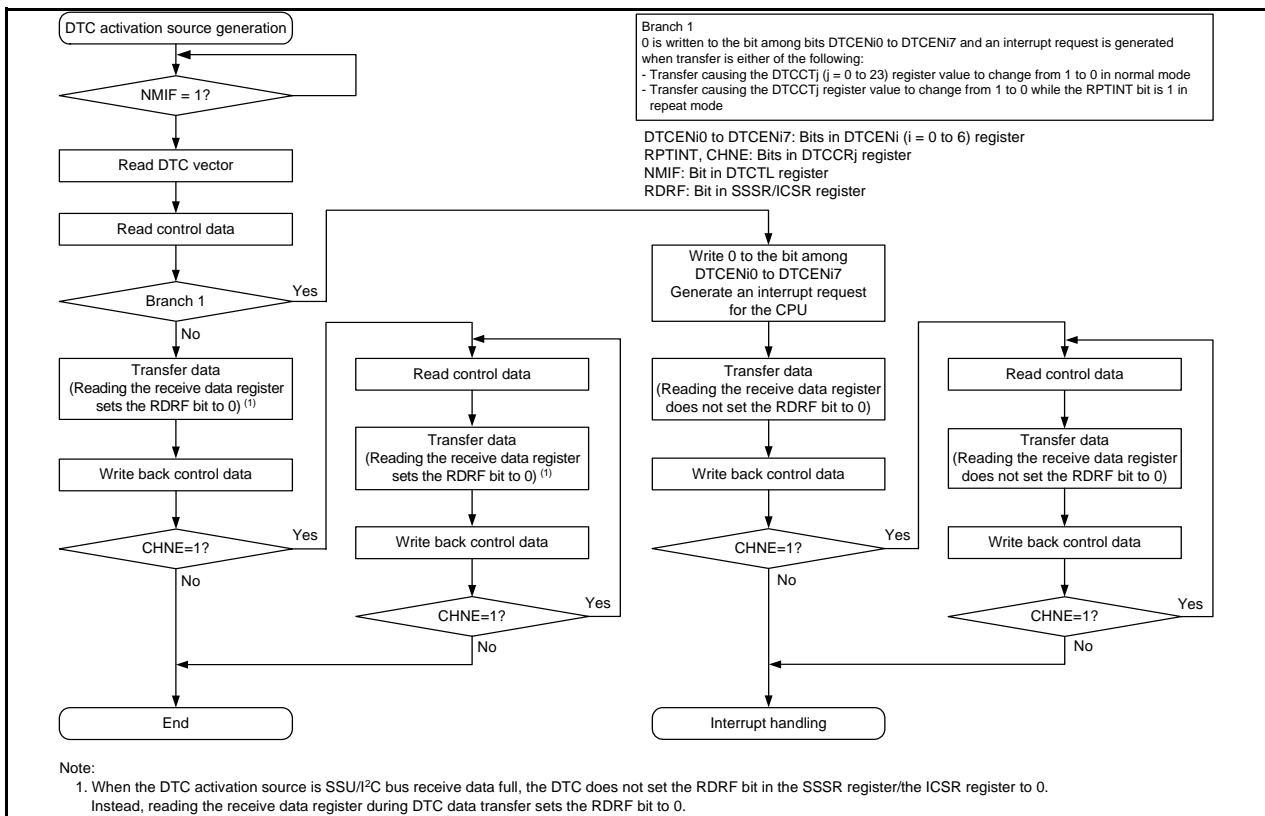 DTC activation source generation
NMIF = 1?
Read DTC vector
Read control data
Branch 1
Yes
No
Transfer data
(Reading the receive data register
sets the RDRF bit to 0) (1)
Write back control data
CHNE=1?
Yes
No
End
Read control data
Transfer data
(Reading the receive data register
sets the RDRF bit to 0) (1)
Write back control data
CHNE=1?
Yes
No
Branch 1
0 is written to the bit among bits DTCENi0 to DTCENi7 and an interrupt request is generated
when transfer is either of the following:
- Transfer causing the DTCCTj (j = 0 to 23) register value to change from 1 to 0 in normal mode
- Transfer causing the DTCCTj register value to change from 1 to 0 while the RPTINT bit is 1 in
repeat mode
DTCENi0 to DTCENi7: Bits in DTCENi (i = 0 to 6) register
RPTINT, CHNE: Bits in DTCCRj register
NMIF: Bit in DTCTL register
RDRF: Bit in SSSR/ICSR register
Write 0 to the bit among
DTCENi0 to DTCENi7
Generate an interrupt request
for the CPU
Transfer data
(Reading the receive data register
does not set the RDRF bit to 0)
Write back control data
CHNE=1?
Yes
No
Interrupt handling
Read control data
Transfer data
(Reading the receive data register
does not set the RDRF bit to 0)
Write back control data
CHNE=1?
Yes
No
Note:
1. When the DTC activation source is SSU/I²C bus receive data full, the DTC does not set the RDRF bit in the SSSR register/the ICSR register to 0.
Instead, reading the receive data register during DTC data transfer sets the RDRF bit to 0.